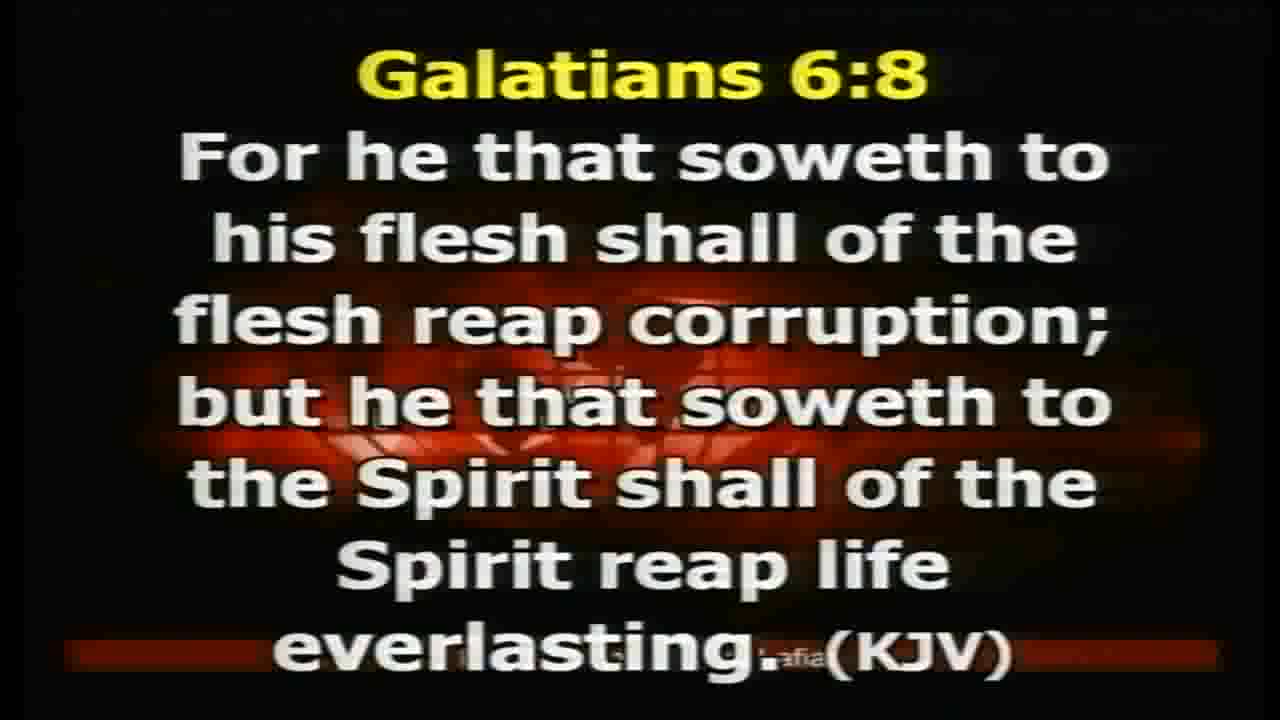 Galatians 6:8
For he that soweth to
his flesh shall of the
flesh reap corruption;
but he that soweth to
the Spirit shall of the
Spirit reap life
everlasting. (KJV)